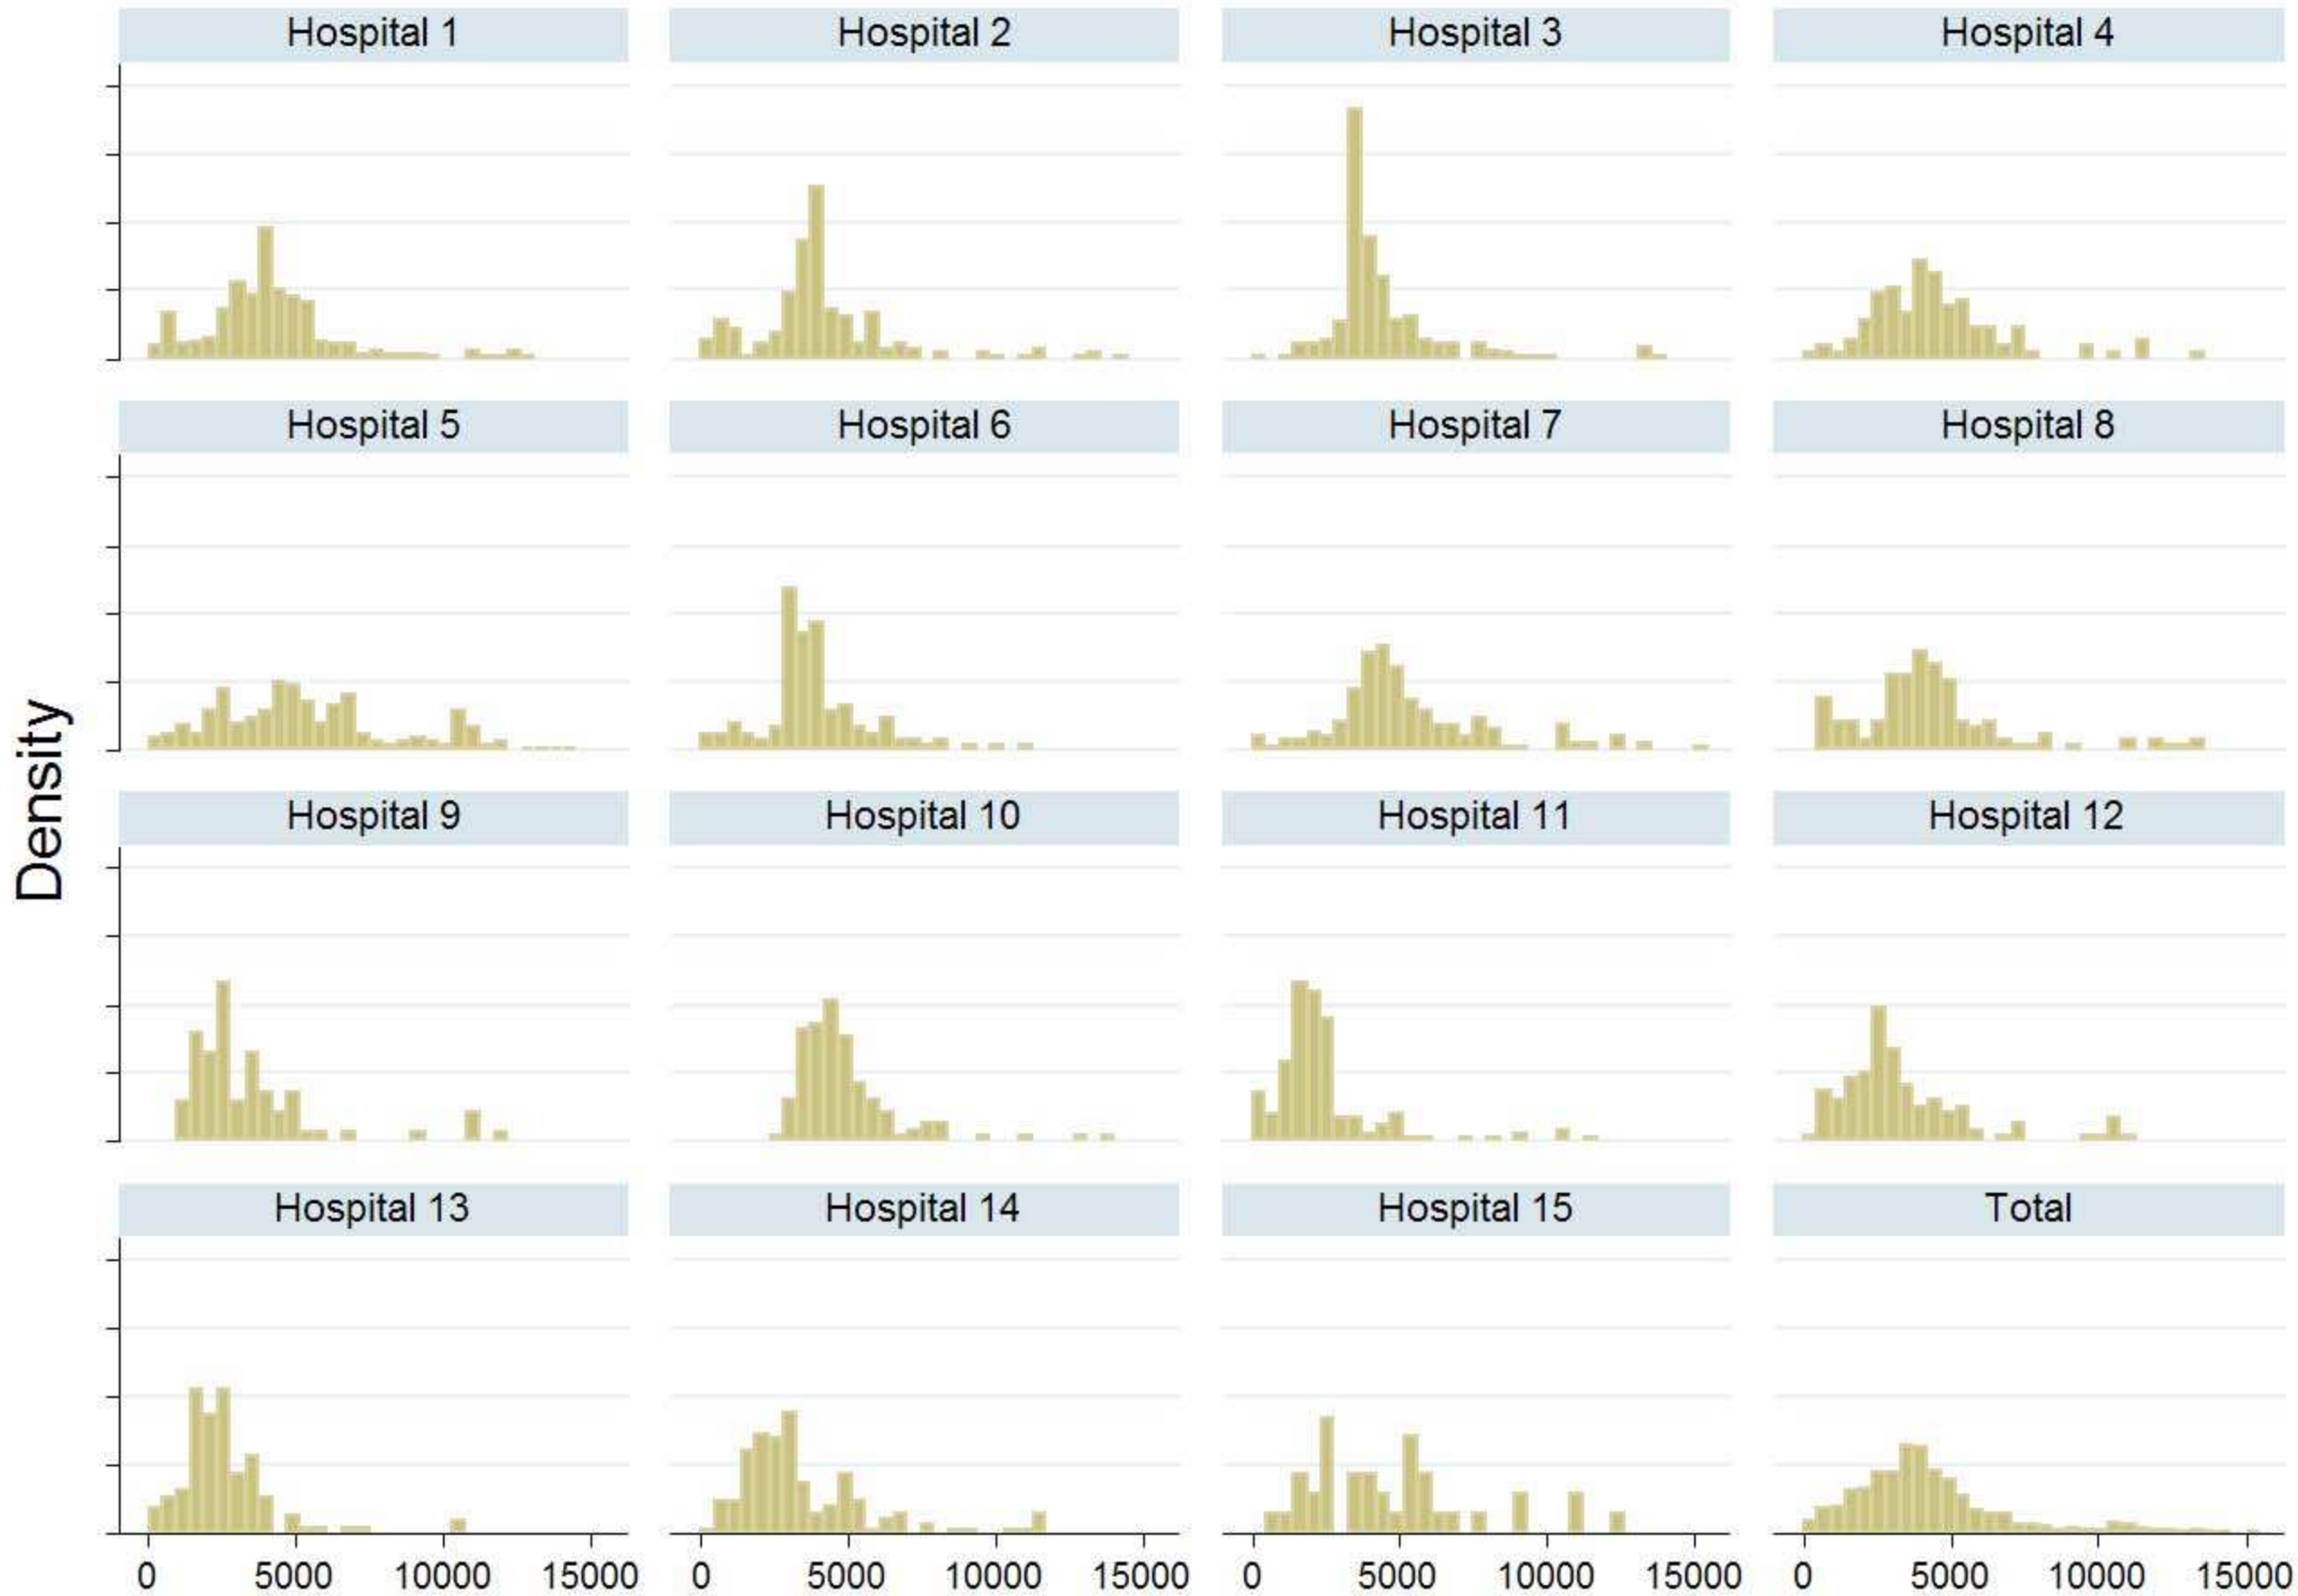 Hospital 1
Hospital 2
Hospital 3
Hospital 4
Hospital 5
Hospital 6
Hospital 7
Hospital 8
Density
Hospital 9
Hospital 10
Hospital 11
Hospital 12
Hospital 13
Hospital 14
Hospital 15
Total
0 5000 10000 15000
0 5000 10000 15000
0 5000 10000 15000
0 5000 10000 15000